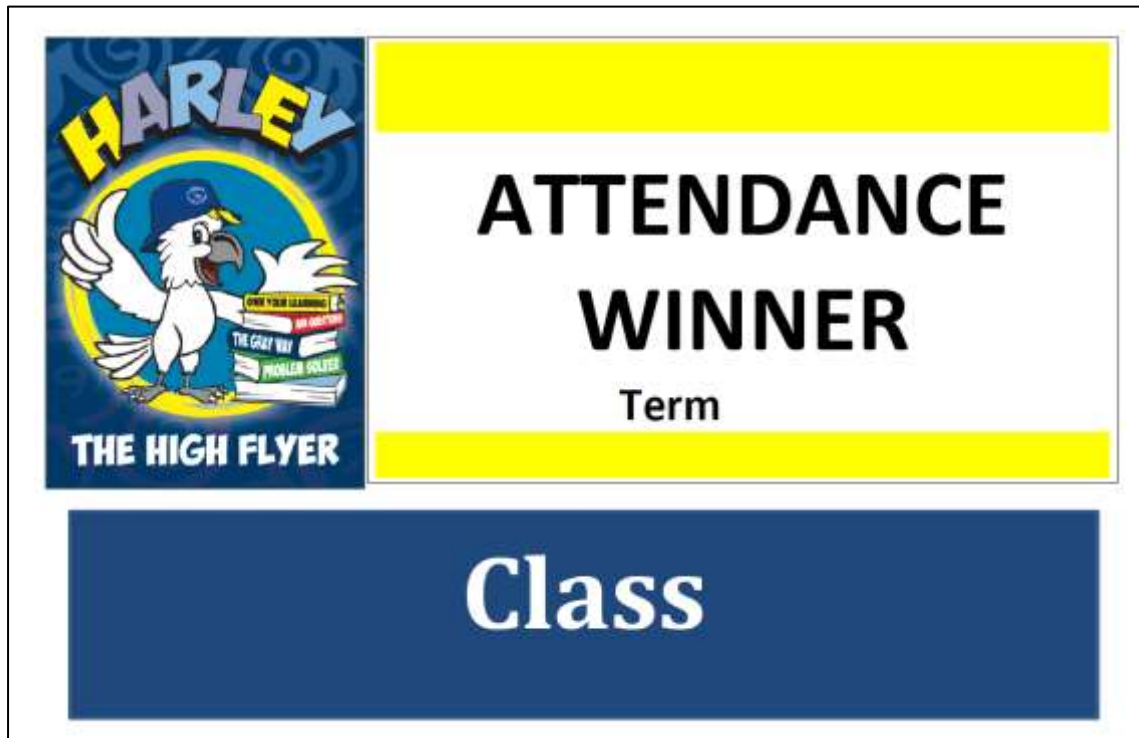 HARLEY
OWN YOUR LEARNING
ASK QUESTIONS
THE GRAY WAY
PROBLEM SOLVER
THE HIGH FLYER
ATTENDANCE
WINNER
Term
Class